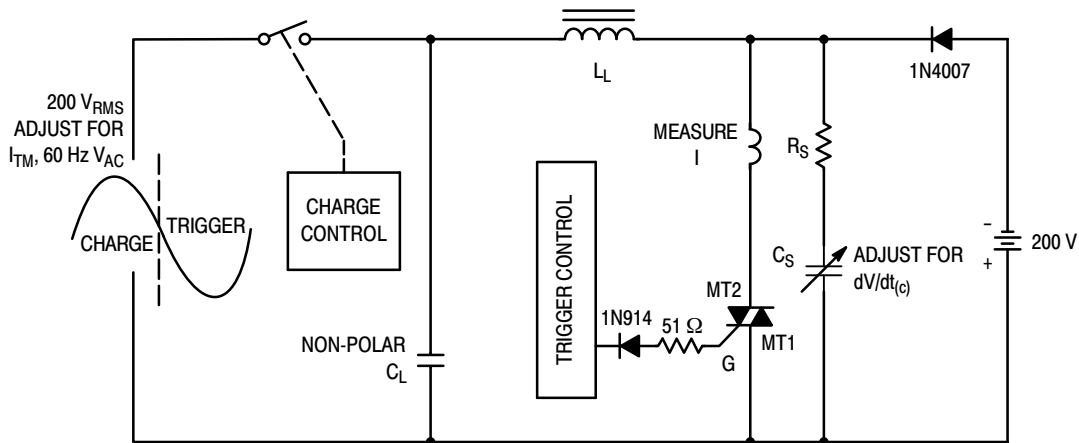 200 V_RMS
ADJUST FOR
I_TM, 60 Hz V_AC
CHARGE
TRIGGER
CHARGE
CONTROL
NON-POLAR
C_L
L_L
TRIGGER CONTROL
MEASURE
I
R_S
1N4007
C_S
ADJUST FOR
dV/dt_(c)
-
+
200 V
MT2
1N914
51 Ω
MT1
G